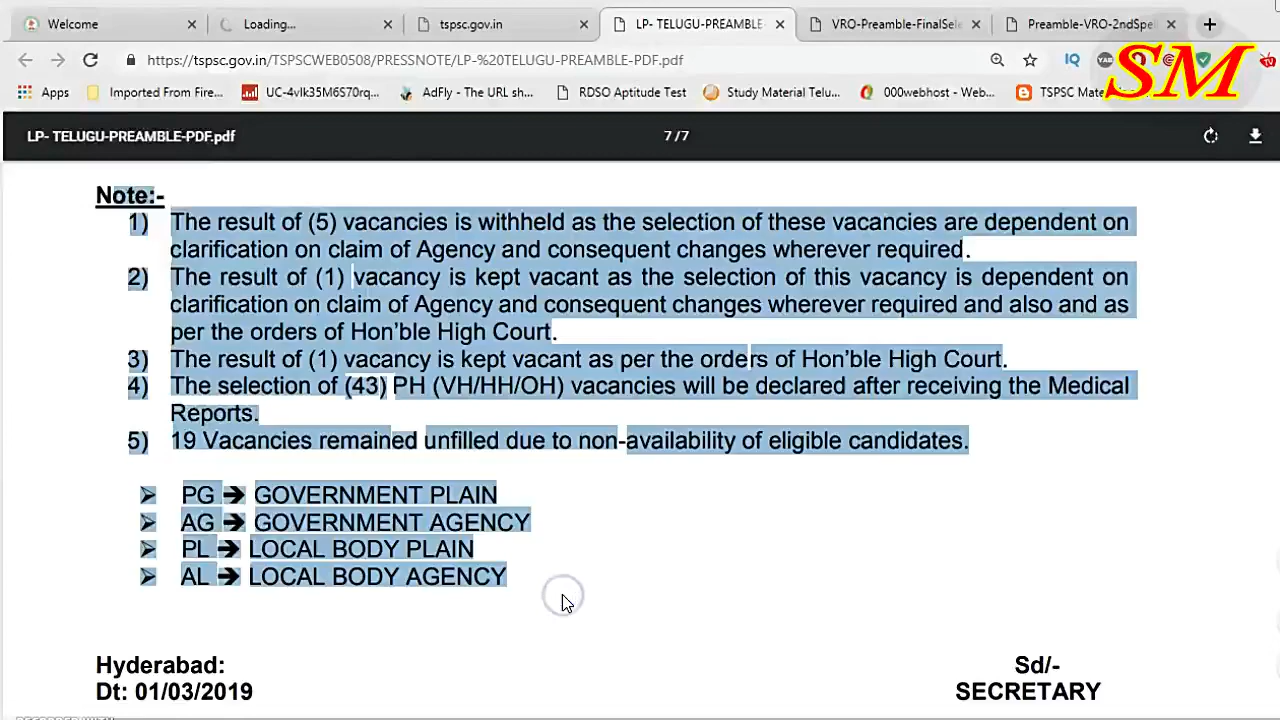 Welcome
Loading...
tspsc.gov.in
LP- TELUGU-PREAMBLE-
VRO-Preamble-FinalSele
Preamble-VRO-2ndSpell
https://tspsc.gov.in/TSPSCWEB0508/PRESSNOTE/LP-%20TELUGU-PREAMBLE-PDF.pdf
SM
Apps
Imported From Fire...
UC-4vlk35M6S70rq...
AdFly - The URL sh...
RDSO Aptitude Test
Study Material Telu...
000webhost - Web...
TSPSC Mate
LP- TELUGU-PREAMBLE-PDF.pdf
7 / 7
Note:-
1) The result of (5) vacancies is withheld as the selection of these vacancies are dependent on
clarification on claim of Agency and consequent changes wherever required.
2) The result of (1) vacancy is kept vacant as the selection of this vacancy is dependent on
clarification on claim of Agency and consequent changes wherever required and also and as
per the orders of Hon’ble High Court.
3) The result of (1) vacancy is kept vacant as per the orders of Hon’ble High Court.
4) The selection of (43) PH (VH/HH/OH) vacancies will be declared after receiving the Medical
Reports.
5) 19 Vacancies remained unfilled due to non-availability of eligible candidates.
➢ PG ➔ GOVERNMENT PLAIN
➢ AG ➔ GOVERNMENT AGENCY
➢ PL ➔ LOCAL BODY PLAIN
➢ AL ➔ LOCAL BODY AGENCY
Hyderabad:
Sd/-
Dt: 01/03/2019
SECRETARY